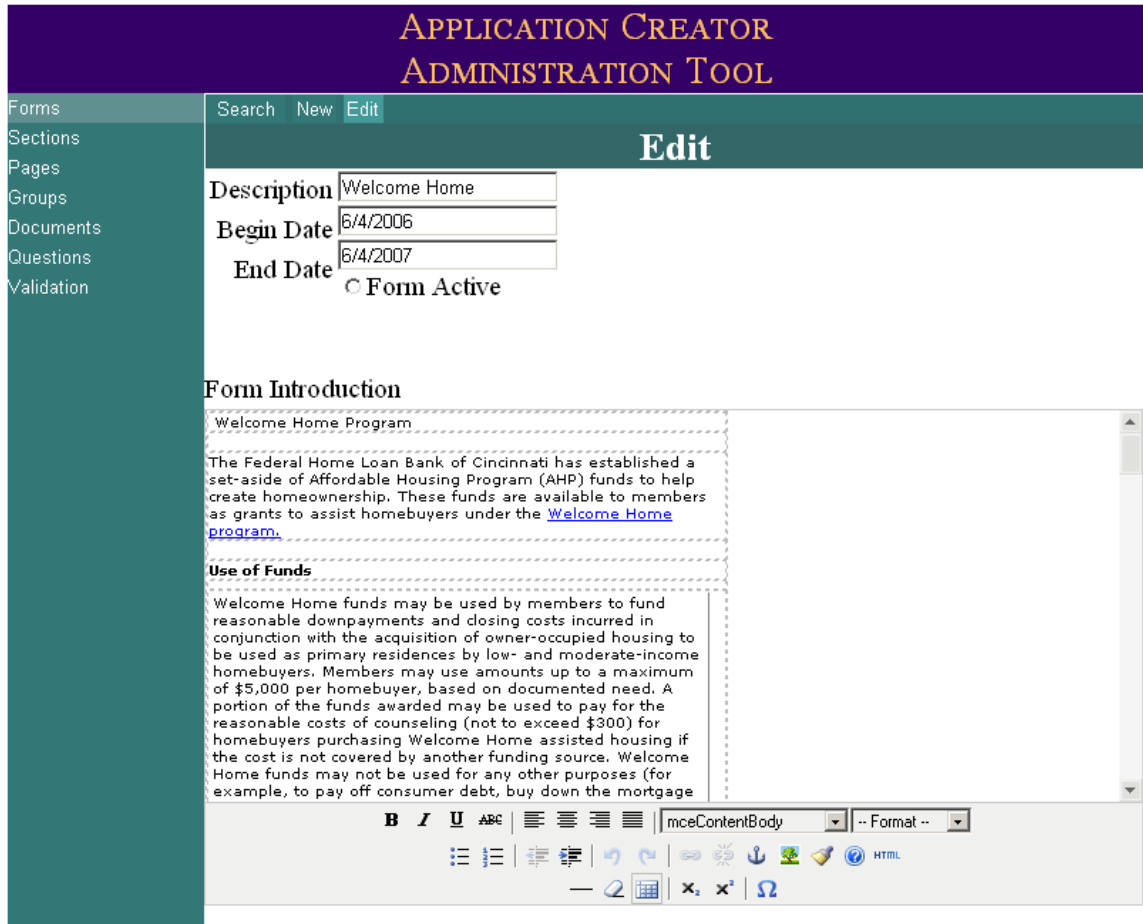 APPLICATION CREATOR
ADMINISTRATION TOOL
Forms
Sections
Pages
Groups
Documents
Questions
Validation
Search New Edit
Edit
Description Welcome Home
Begin Date 6/4/2006
End Date 6/4/2007
Form Active
Form Introduction
Welcome Home Program
The Federal Home Loan Bank of Cincinnati has established a
set-aside of Affordable Housing Program (AHP) funds to help
create homeownership. These funds are available to members
as grants to assist homebuyers under the Welcome Home
program.
Use of Funds
Welcome Home funds may be used by members to fund
reasonable downpayments and closing costs incurred in
conjunction with the acquisition of owner-occupied housing to
be used as primary residences by low- and moderate-income
homebuyers. Members may use amounts up to a maximum
of $5,000 per homebuyer, based on documented need. A
portion of the funds awarded may be used to pay for the
reasonable costs of counseling (not to exceed $300) for
homebuyers purchasing Welcome Home assisted housing if
the cost is not covered by another funding source. Welcome
Home funds may not be used for any other purposes (for
example, to pay off consumer debt, buy down the mortgage
B I U ABC mceContentBody -- Format --
HTML
x₂ x² Ω